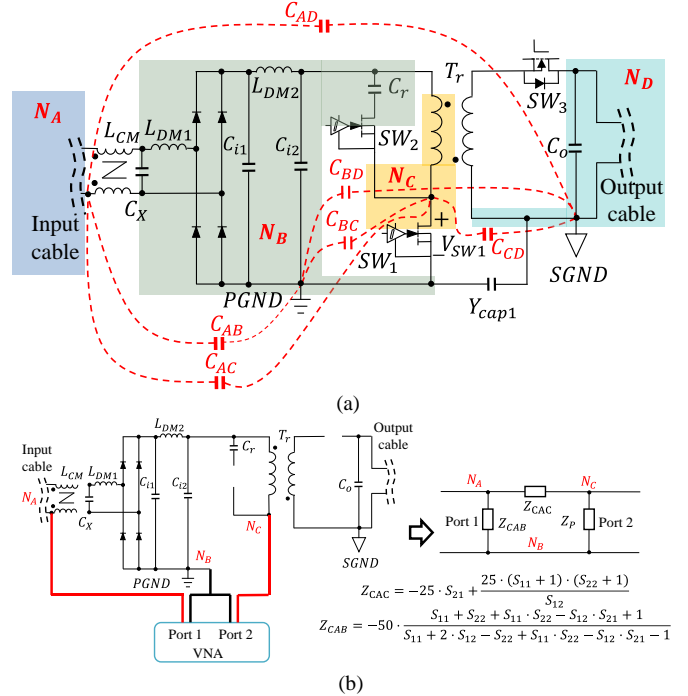 C_AD
T_r
N_D
N_A
L_DM2
C_r
SW_3
L_CM
L_DM1
C_i1
C_i2
SW_2
C_o
C_BD
N_C
C_X
N_B
C_BC
+
Output
cable
Input
cable
SW_1
V_SW1
−
C_CD
PGND
SGND
Y_cap1
C_AB
C_AC
(a)
Input
cable
L_DM2
C_r
T_r
Output
cable
L_CM
L_DM1
N_A
C_i1
C_i2
C_o
N_A
N_C
C_X
N_C
Z_CAC
Port 1
Z_CAB
Z_P
Port 2
N_B
N_B
PGND
SGND
Z_CAC = −25 · S_21 + 25 · (S_11 + 1) · (S_22 + 1) / S_12
Z_CAB = −50 · (S_11 + S_22 + S_11 · S_22 − S_12 · S_21 + 1) / (S_11 + 2 · S_12 − S_22 + S_11 · S_22 − S_12 · S_21 − 1)
Port 1 Port 2
VNA
(b)